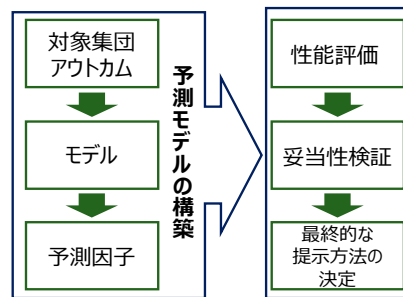 対象集団
アウトカム
モデル
予測因子
予測モデルの構築
性能評価
妥当性検証
最終的な
提示方法の
決定